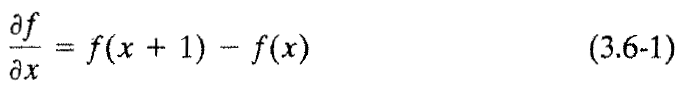 ∂f/∂x = f(x + 1) − f(x) (3.6-1)